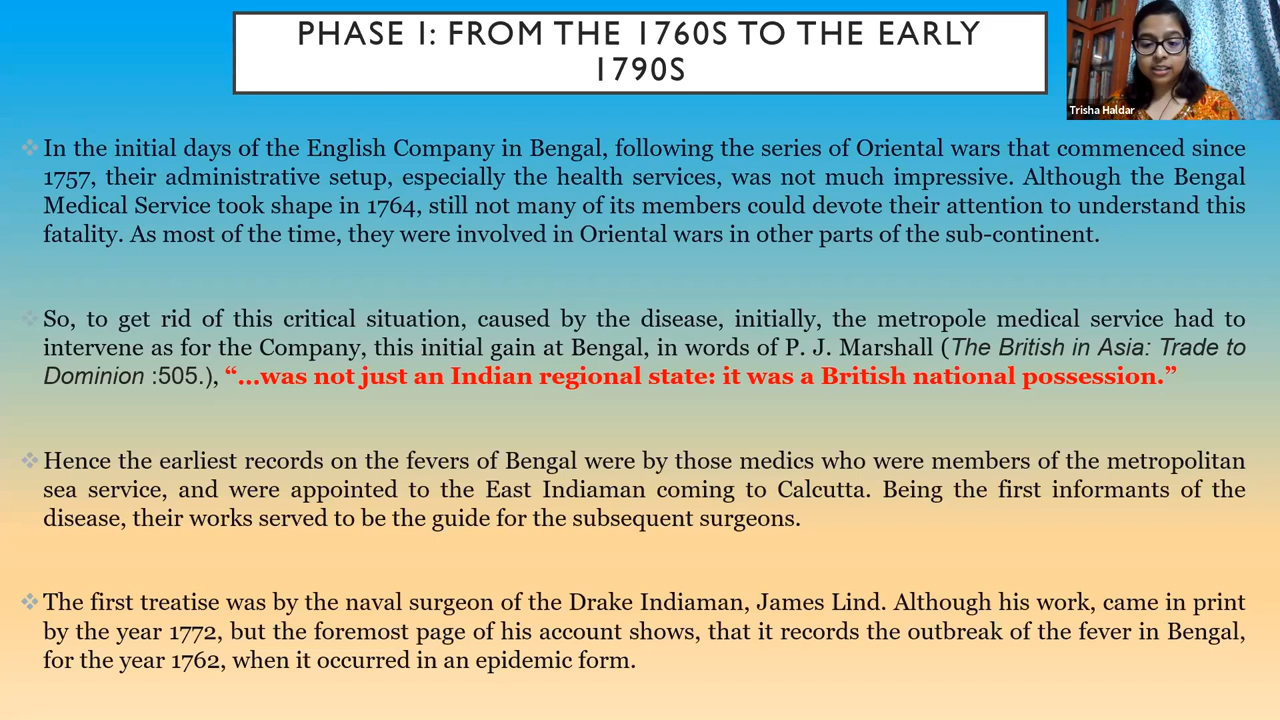 PHASE I: FROM THE 1760S TO THE EARLY
1790S
Trisha Haldar
In the initial days of the English Company in Bengal, following the series of Oriental wars that commenced since
1757, their administrative setup, especially the health services, was not much impressive. Although the Bengal
Medical Service took shape in 1764, still not many of its members could devote their attention to understand this
fatality. As most of the time, they were involved in Oriental wars in other parts of the sub-continent.
So, to get rid of this critical situation, caused by the disease, initially, the metropole medical service had to
intervene as for the Company, this initial gain at Bengal, in words of P. J. Marshall (The British in Asia: Trade to
Dominion :505.), “...was not just an Indian regional state: it was a British national possession.”
Hence the earliest records on the fevers of Bengal were by those medics who were members of the metropolitan
sea service, and were appointed to the East Indiaman coming to Calcutta. Being the first informants of the
disease, their works served to be the guide for the subsequent surgeons.
The first treatise was by the naval surgeon of the Drake Indiaman, James Lind. Although his work, came in print
by the year 1772, but the foremost page of his account shows, that it records the outbreak of the fever in Bengal,
for the year 1762, when it occurred in an epidemic form.